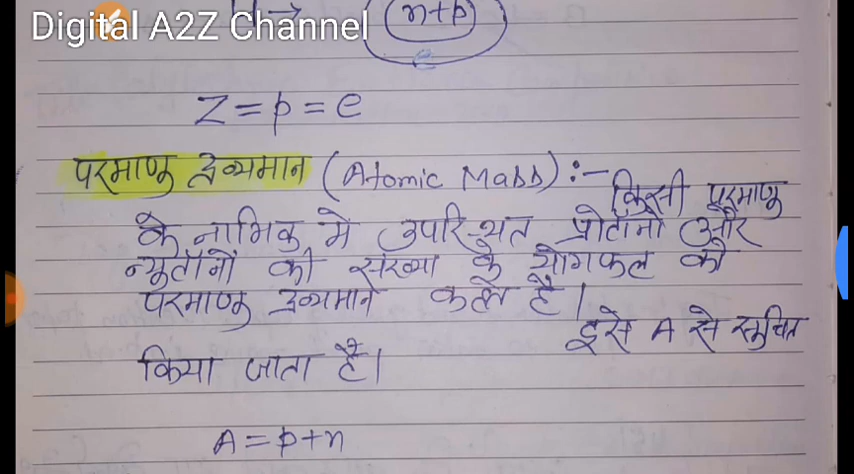 (n+p)
Digital A2Z Channel
e
Z = p = e
परमाणु द्रव्यमान (Atomic Mass) :-
किसी परमाणु
के नाभिक मे उपस्थित प्रोटॉनों और
न्यूतॉनों की संख्या के योगफल को
परमाणु द्रव्यमान कहते है।
इसे A से सूचित
किया जाता है।
A = p+n